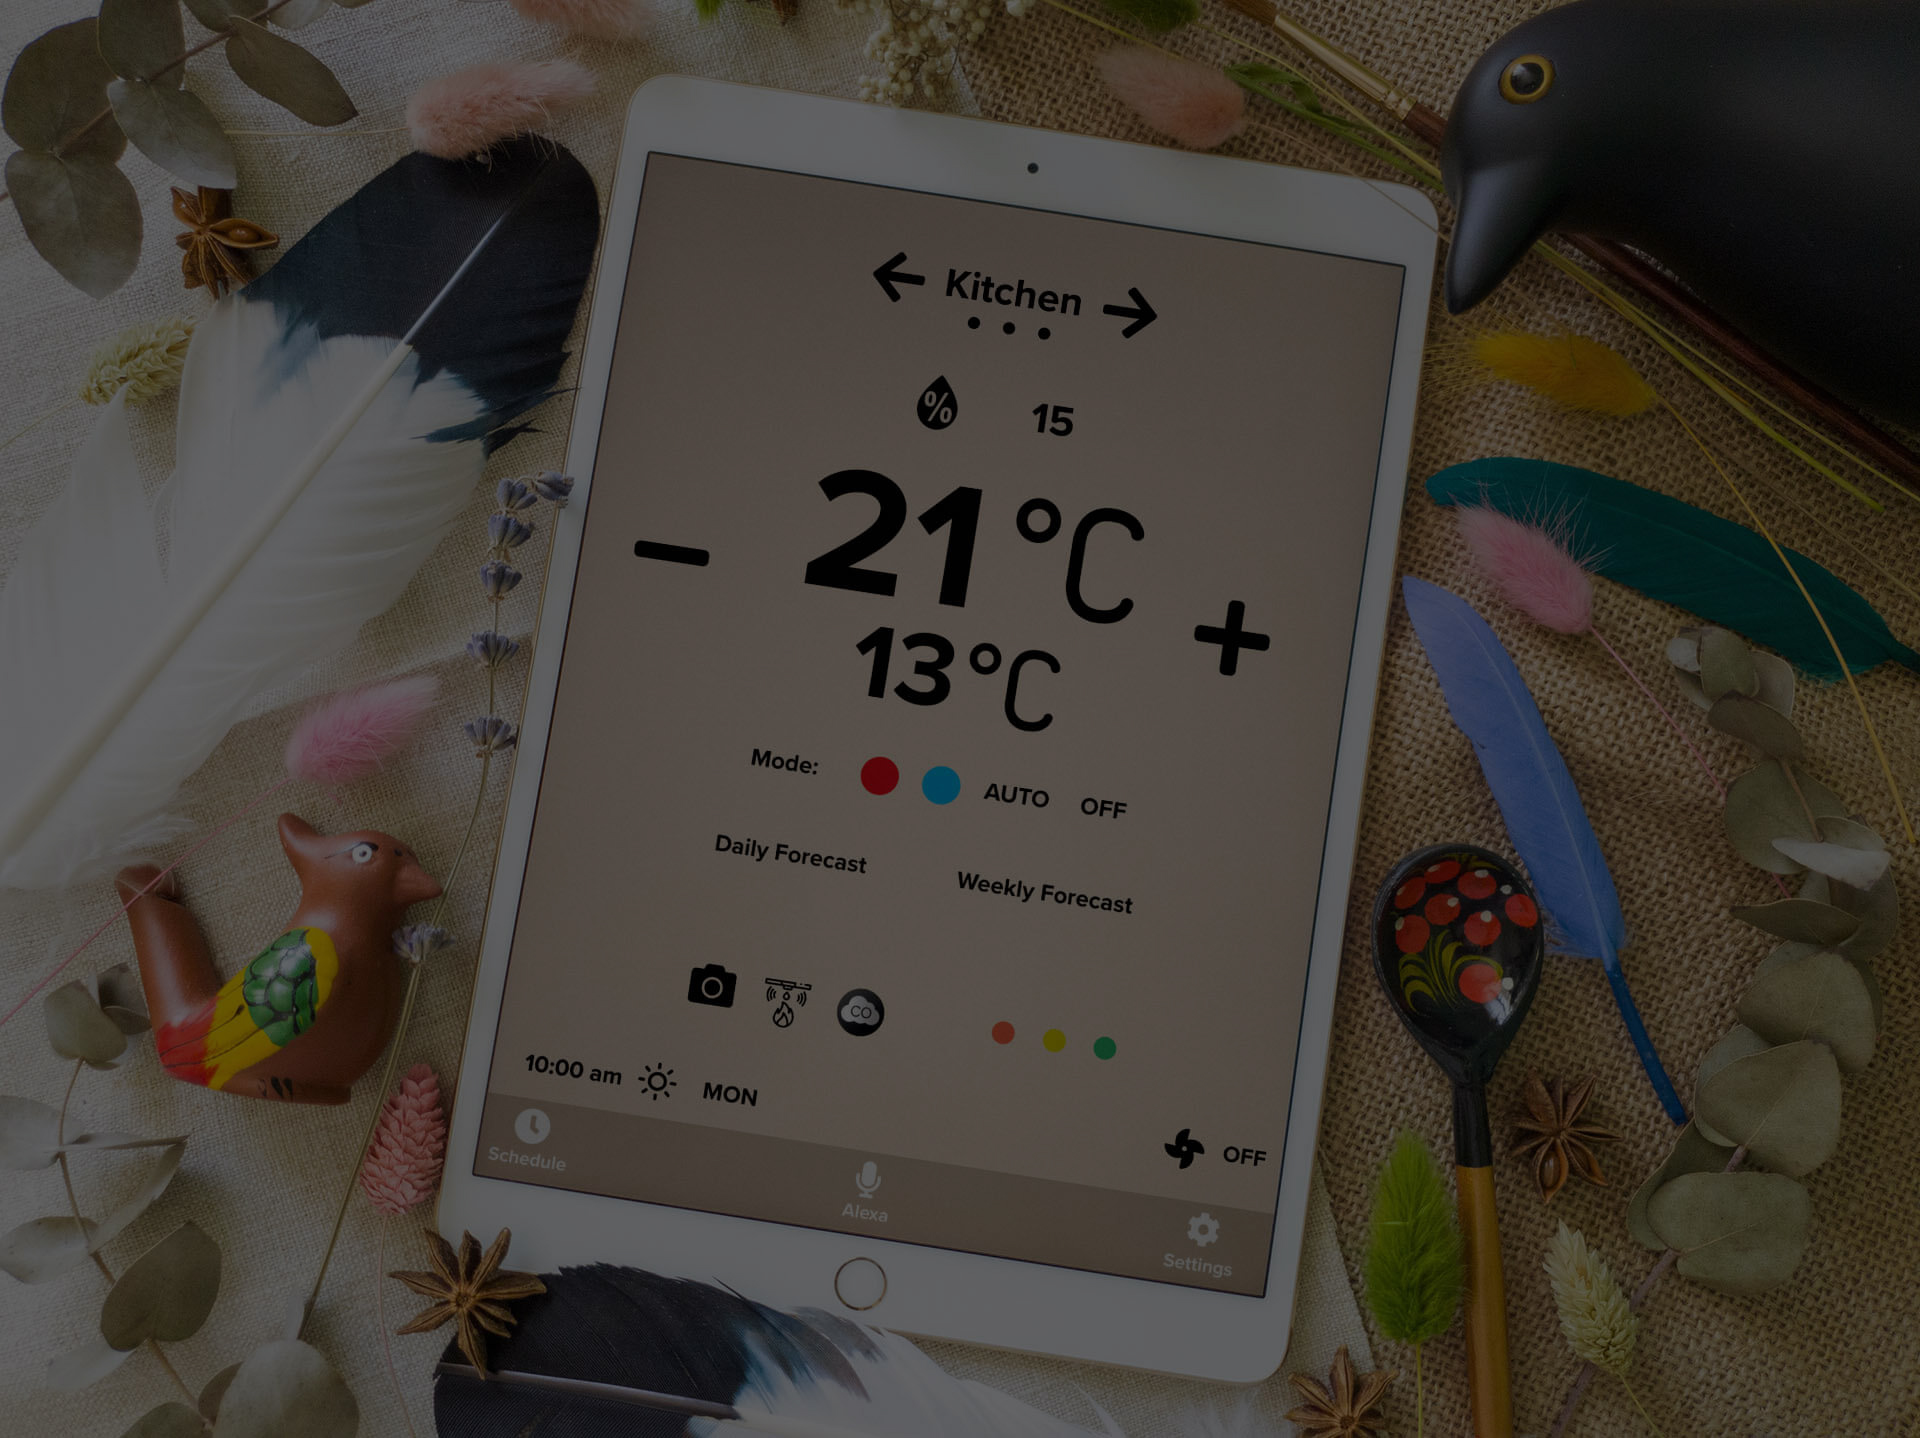 ← Kitchen →
% 15
− 21 °C +
13 °C
Mode: AUTO OFF
Daily Forecast Weekly Forecast
CO
10:00 am MON
OFF
Schedule
Alexa
Settings